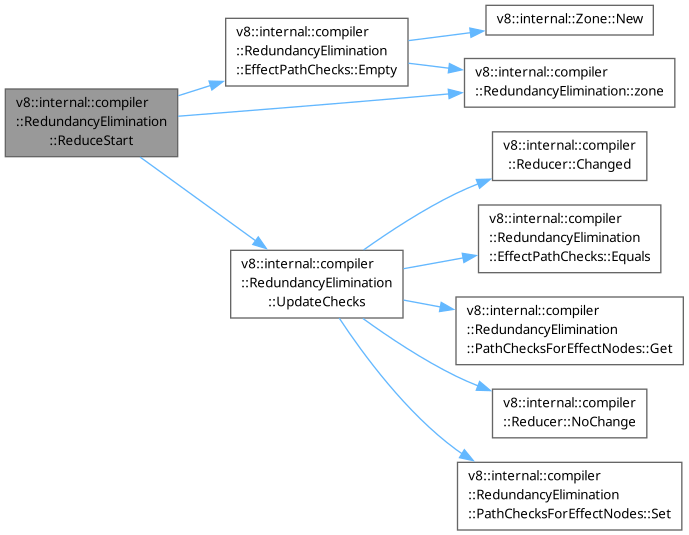 v8::internal::compiler
::RedundancyElimination
::ReduceStart
v8::internal::compiler
::RedundancyElimination
::EffectPathChecks::Empty
v8::internal::Zone::New
v8::internal::compiler
::RedundancyElimination::zone
v8::internal::compiler
::RedundancyElimination
::UpdateChecks
v8::internal::compiler
::Reducer::Changed
v8::internal::compiler
::RedundancyElimination
::EffectPathChecks::Equals
v8::internal::compiler
::RedundancyElimination
::PathChecksForEffectNodes::Get
v8::internal::compiler
::Reducer::NoChange
v8::internal::compiler
::RedundancyElimination
::PathChecksForEffectNodes::Set